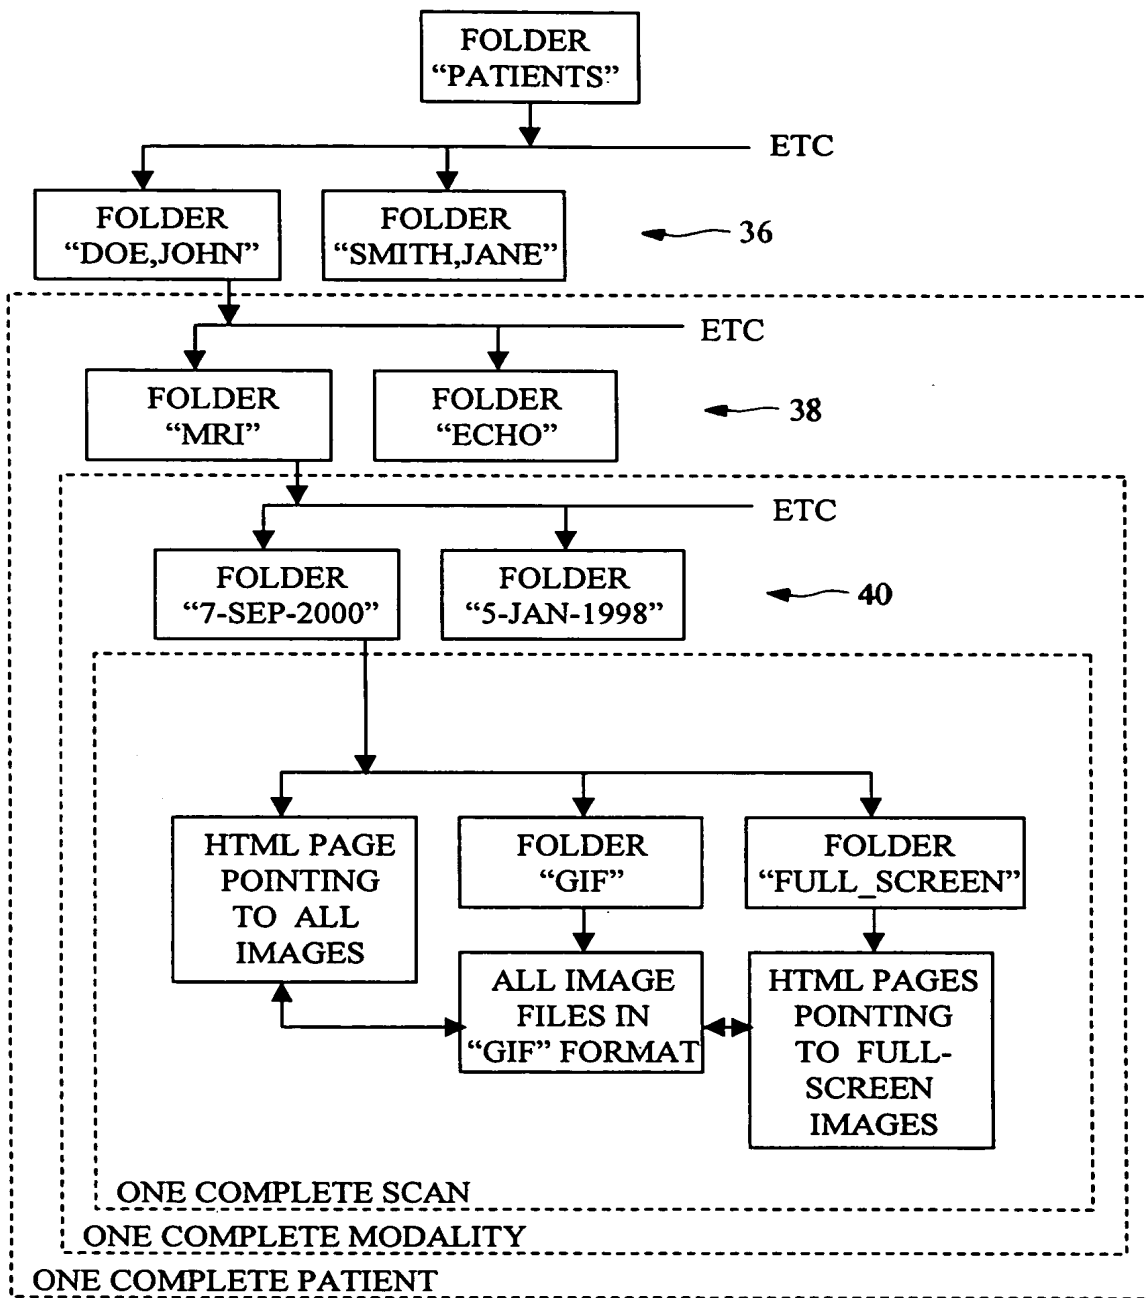 FOLDER
“PATIENTS”
ETC
FOLDER
“DOE,JOHN”
FOLDER
“SMITH,JANE”
36
ETC
FOLDER
“MRI”
FOLDER
“ECHO”
38
ETC
FOLDER
“7-SEP-2000”
FOLDER
“5-JAN-1998”
40
HTML PAGE
POINTING
TO ALL
IMAGES
FOLDER
“GIF”
FOLDER
“FULL_SCREEN”
ALL IMAGE
FILES IN
“GIF” FORMAT
HTML PAGES
POINTING
TO FULL-
SCREEN
IMAGES
ONE COMPLETE SCAN
ONE COMPLETE MODALITY
ONE COMPLETE PATIENT